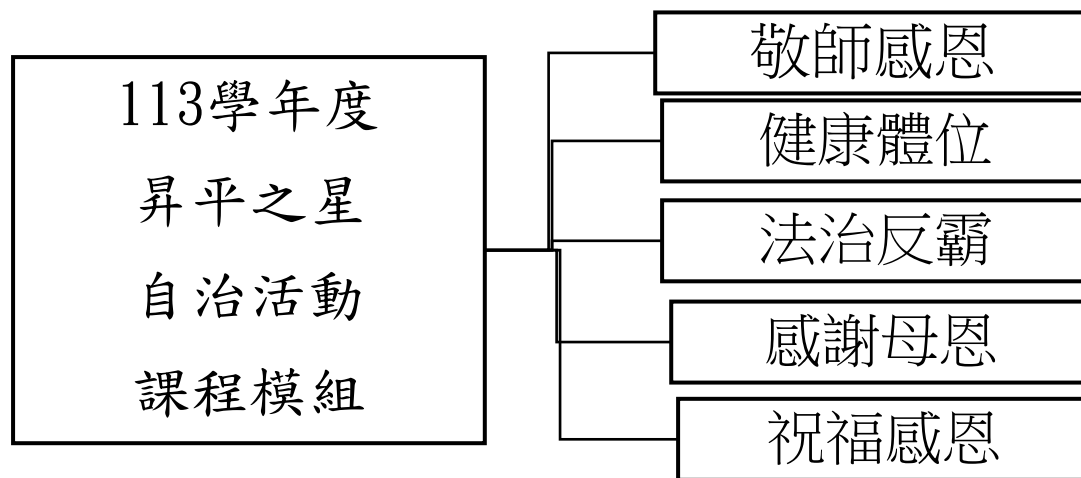 113學年度
昇平之星
自治活動
課程模組
敬師感恩
健康體位
法治反霸
感謝母恩
祝福感恩